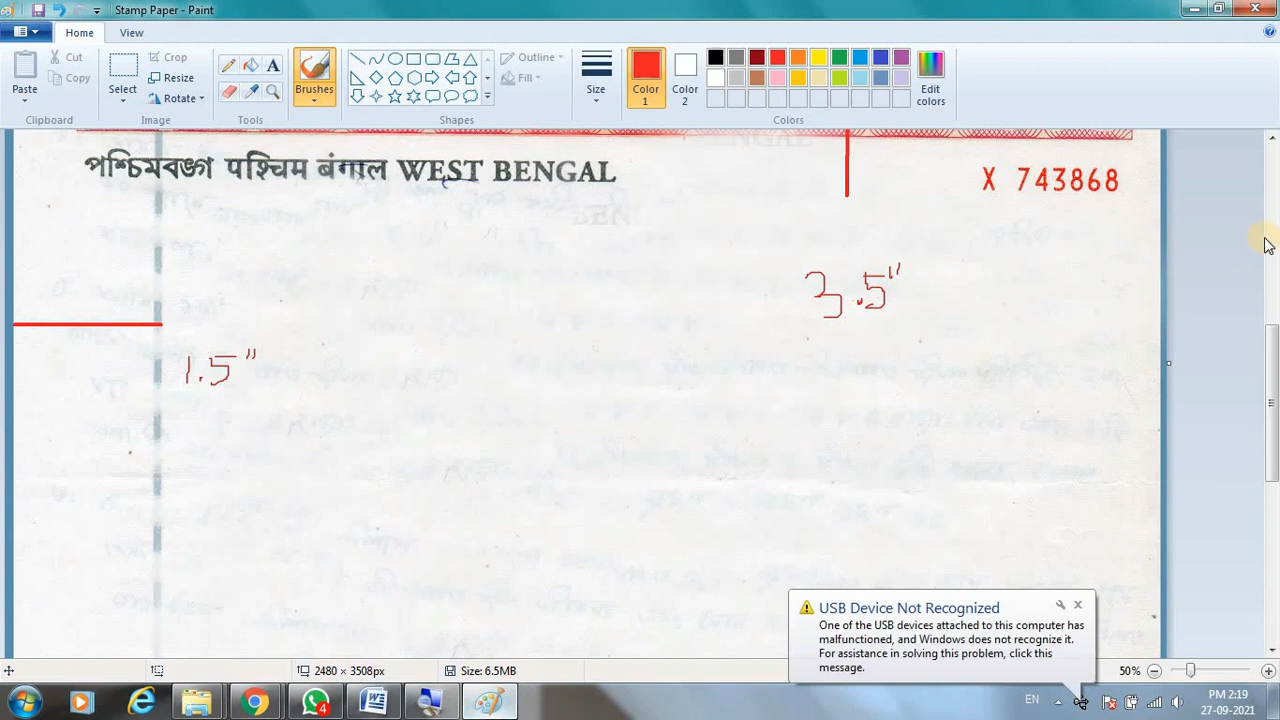 Stamp Paper - Paint
Home View
Paste
Cut
Copy
Select
Crop
Resize
Rotate
Brushes
Outline
Fill
Size
Color 1
Color 2
Edit colors
Clipboard Image Tools Shapes Colors
পশ্চিমবঙ্গ पश्चिम बंगाल WEST BENGAL
X 743868
3.5"
1.5"
USB Device Not Recognized
One of the USB devices attached to this computer has
malfunctioned, and Windows does not recognize it.
For assistance in solving this problem, click this
message.
2480 × 3508px Size: 6.5MB 50%
4
EN
PM 2:19
27-09-2021